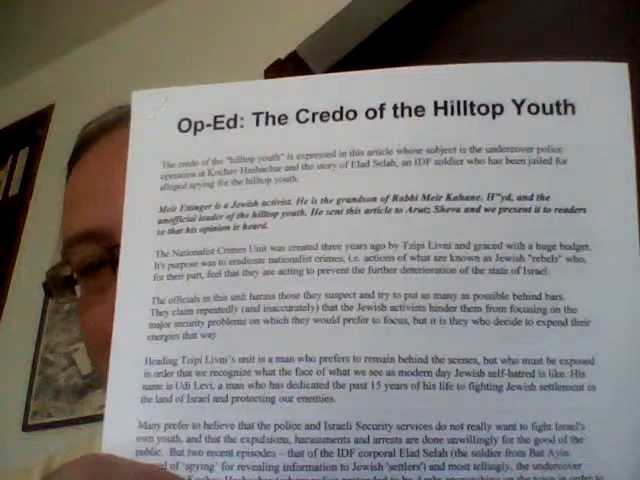 Op-Ed: The Credo of the Hilltop Youth
The credo of the "hilltop youth" is expressed in this article whose subject is the undercover police
operation at Kochav Hashachar and the story of Elad Selah, an IDF soldier who has been jailed for
alleged spying for the hilltop youth.
Meir Ettinger is a Jewish activist. He is the grandson of Rabbi Meir Kahane, H"yd, and the
unofficial leader of the hilltop youth. He sent this article to Arutz Sheva and we present it to readers
so that his opinion is heard.
The Nationalist Crimes Unit was created three years ago by Tzipi Livni and graced with a huge budget.
It's purpose was to eradicate nationalist crimes, i.e. actions of what are known as Jewish "rebels" who,
for their part, feel that they are acting to prevent the further deterioration of the state of Israel.
The officials in this unit harass those they suspect and try to put as many as possible behind bars.
They claim repeatedly (and inaccurately) that the Jewish activists hinder them from focusing on the
major security problems on which they would prefer to focus, but it is they who decide to expend their
energies that way.
Heading Tzipi Livni's unit is a man who prefers to remain behind the scenes, but who must be exposed
in order that we recognize what the face of what we see as modern day Jewish self-hatred is like. His
name is Udi Levi, a man who has dedicated the past 15 years of his life to fighting Jewish settlement in
the land of Israel and protecting our enemies.
Many prefer to believe that the police and Israeli Security services do not really want to fight Israel's
own youth, and that the expulsions, harassments and arrests are done unwillingly for the good of the
public. But two recent episodes – that of the IDF corporal Elad Selah (the soldier from Bat Ayin
of 'spying' for revealing information to Jewish 'settlers') and most tellingly, the undercover